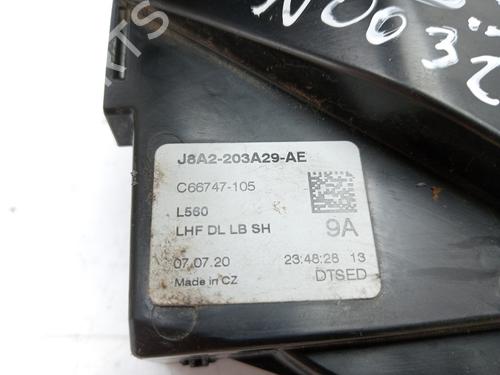 J8A2-203A29-AE
C66747-105
L560
LHF DL LB SH
9A
07.07.20
23:48:28 13
Made in CZ
DTSED